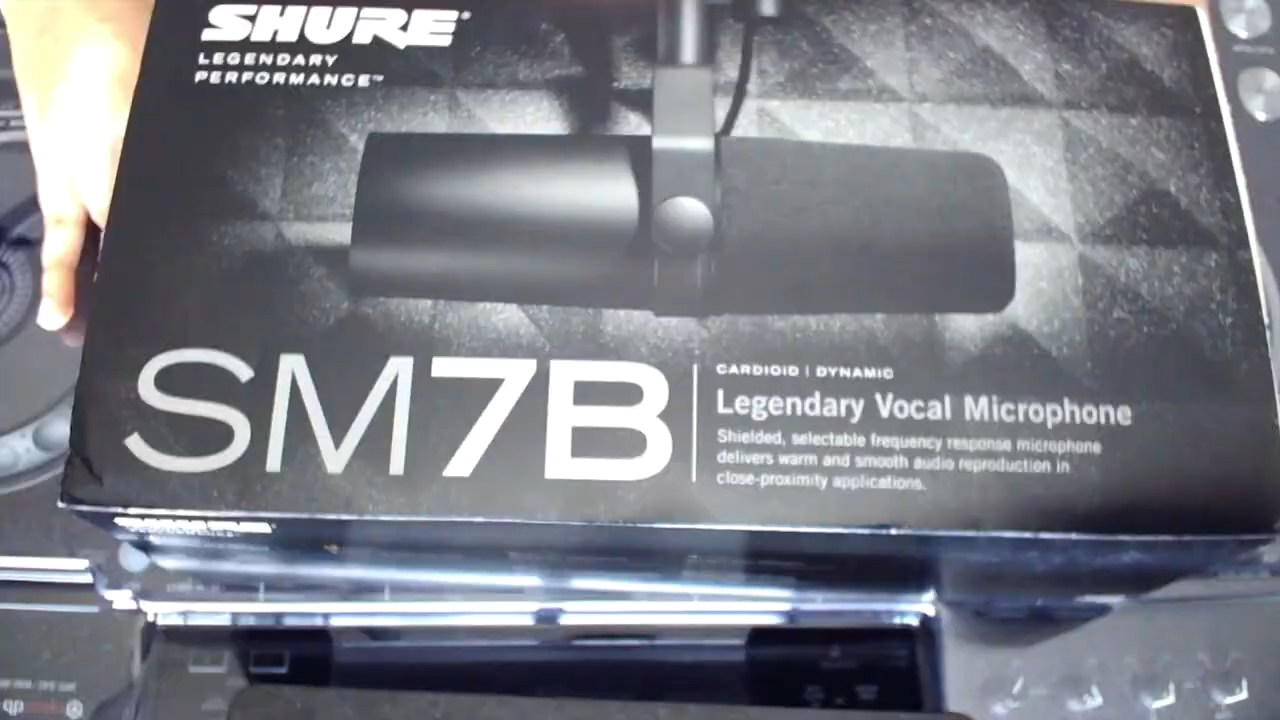 SHURE®
LEGENDARY
PERFORMANCE™
SM7B
CARDIOID | DYNAMIC
Legendary Vocal Microphone
Shielded, selectable frequency response microphone
delivers warm and smooth audio reproduction in
close-proximity applications.